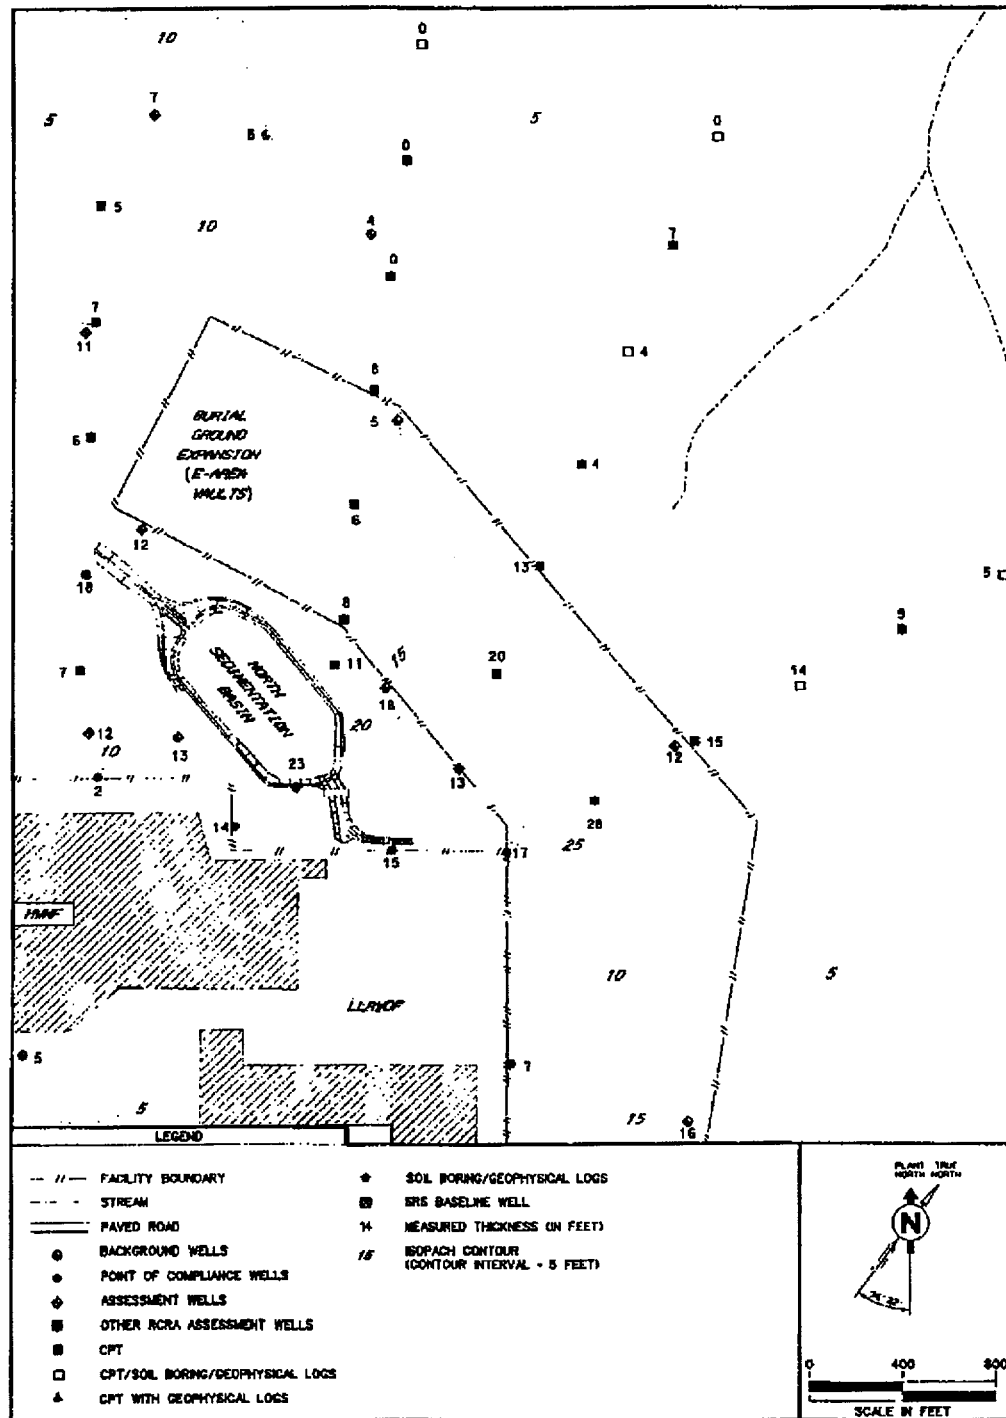 10
0
7
5
5
0
8
0
5
10
4
7
0
7
11
4
8
5
BURIAL
GROUND
EXPANSION
(E-AREA
VAULTS)
6
4
6
12
13
18
5
8
9
11
15
20
7
NORTH
SEDIMENTATION
BASIN
18
14
20
12
10
13
23
15
12
2
13
28
14
15
17
25
HWMF
10
5
LLRWDF
5
7
5
15
16
LEGEND
FACILITY BOUNDARY
STREAM
PAVED ROAD
BACKGROUND WELLS
POINT OF COMPLIANCE WELLS
ASSESSMENT WELLS
OTHER RCRA ASSESSMENT WELLS
CPT
CPT/SOIL BORING/GEOPHYSICAL LOGS
CPT WITH GEOPHYSICAL LOGS
SOIL BORING/GEOPHYSICAL LOGS
SRS BASELINE WELL
14 MEASURED THICKNESS (IN FEET)
15 ISOPACH CONTOUR
(CONTOUR INTERVAL - 5 FEET)
PLANT TRUE
NORTH NORTH
N
0 400 800
SCALE IN FEET